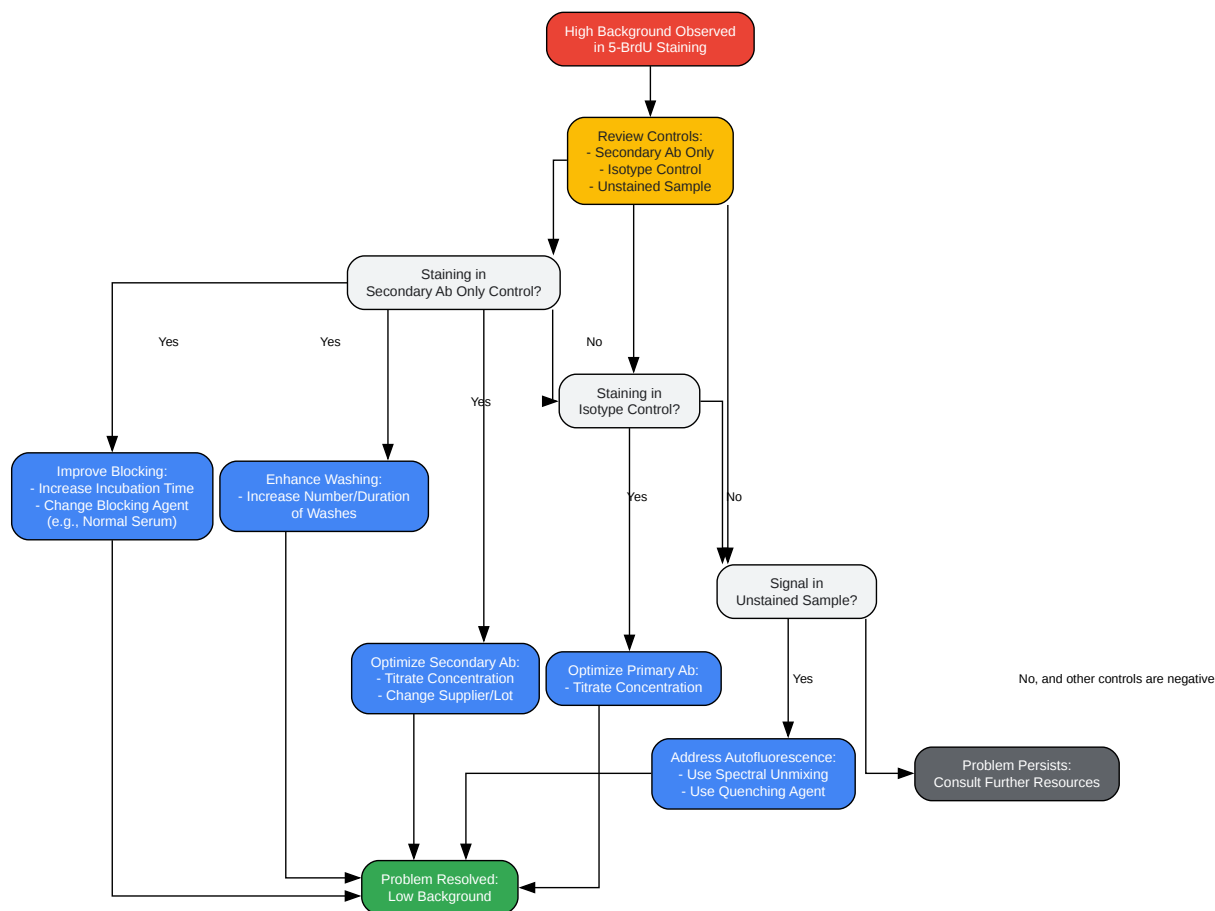 High Background Observed
in 5-BrdU Staining
Review Controls:
- Secondary Ab Only
- Isotype Control
- Unstained Sample
Staining in
Secondary Ab Only Control?
Yes
Yes
No
Yes
Staining in
Isotype Control?
Improve Blocking:
- Increase Incubation Time
- Change Blocking Agent
(e.g., Normal Serum)
Enhance Washing:
- Increase Number/Duration
of Washes
Yes
No
Signal in
Unstained Sample?
Optimize Secondary Ab:
- Titrate Concentration
- Change Supplier/Lot
Optimize Primary Ab:
- Titrate Concentration
Yes
No, and other controls are negative
Address Autofluorescence:
- Use Spectral Unmixing
- Use Quenching Agent
Problem Persists:
Consult Further Resources
Problem Resolved:
Low Background